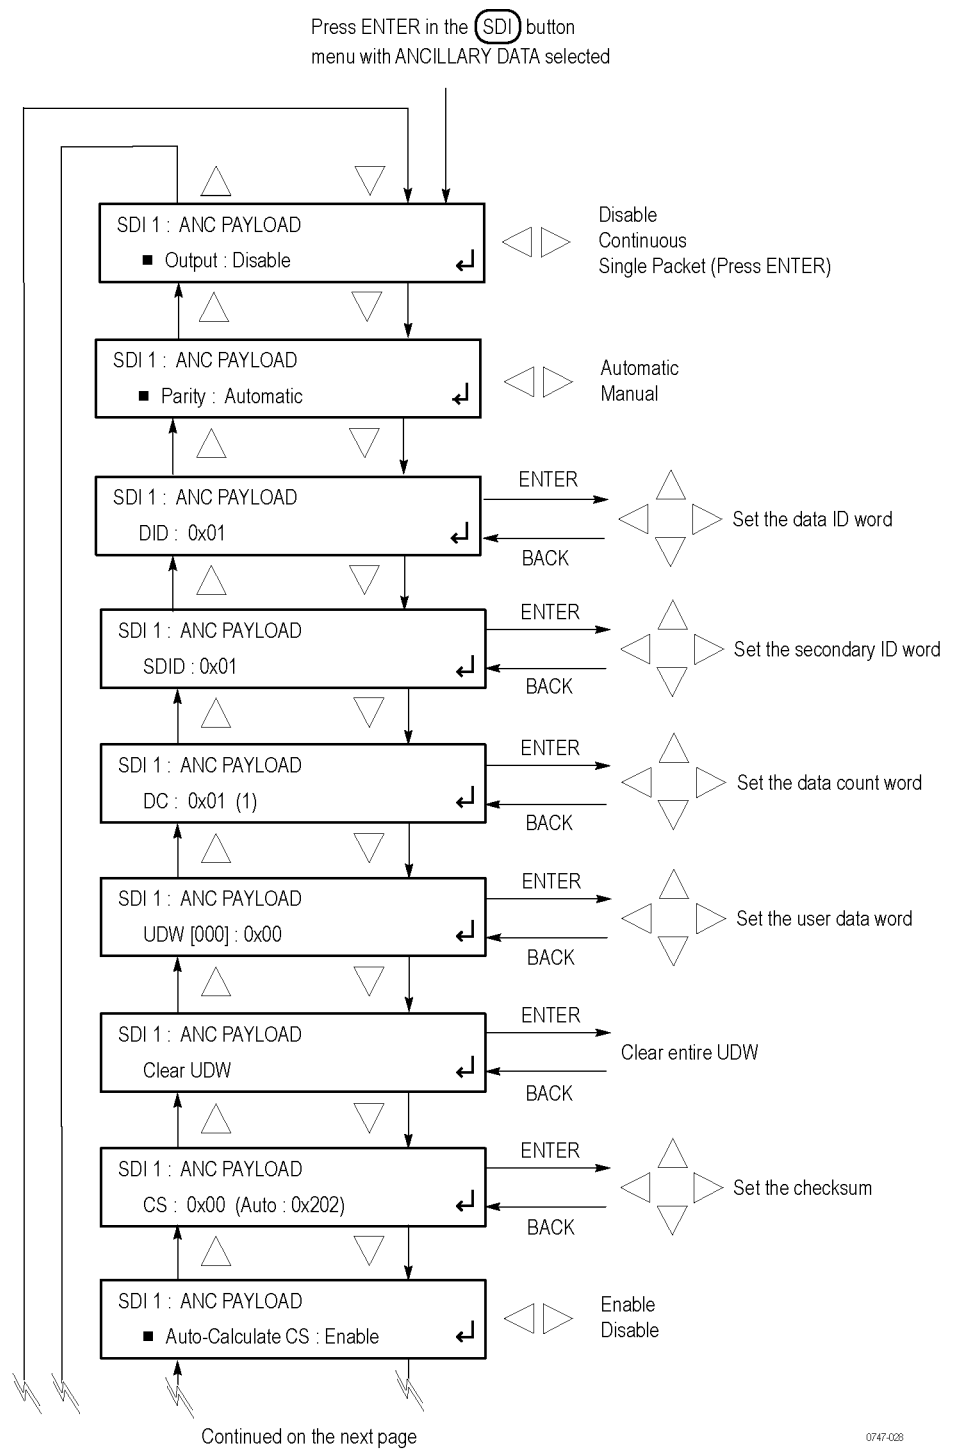 Press ENTER in the SDI button
menu with ANCILLARY DATA selected
SDI 1 : ANC PAYLOAD
■ Output : Disable
Disable
Continuous
Single Packet (Press ENTER)
SDI 1 : ANC PAYLOAD
■ Parity : Automatic
Automatic
Manual
SDI 1 : ANC PAYLOAD
DID : 0x01
ENTER
BACK
Set the data ID word
SDI 1 : ANC PAYLOAD
SDID : 0x01
ENTER
BACK
Set the secondary ID word
SDI 1 : ANC PAYLOAD
DC : 0x01 (1)
ENTER
BACK
Set the data count word
SDI 1 : ANC PAYLOAD
UDW [000] : 0x00
ENTER
BACK
Set the user data word
SDI 1 : ANC PAYLOAD
Clear UDW
ENTER
BACK
Clear entire UDW
SDI 1 : ANC PAYLOAD
CS : 0x00 (Auto : 0x202)
ENTER
BACK
Set the checksum
SDI 1 : ANC PAYLOAD
■ Auto-Calculate CS : Enable
Enable
Disable
Continued on the next page
0747-028